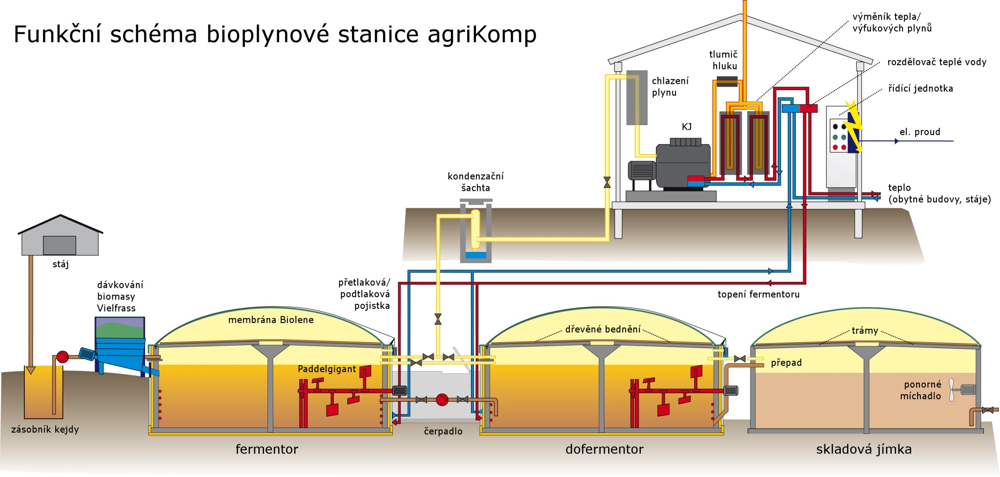 Funkční schéma bioplynové stanice agriKomp
výměník tepla/
výfukových plynů
tlumič
hluku
rozdělovač teplé vody
chlazení
plynu
řídící jednotka
KJ
el. proud
kondenzační
šachta
teplo
(obytné budovy, stáje)
stáj
dávkování
biomasy
Vielfrass
přetlaková/
podtlaková
pojistka
topení fermentoru
membrána Biolene
dřevěné bednění
trámy
Paddelgigant
přepad
ponorné
míchadlo
zásobník kejdy
čerpadlo
fermentor
dofermentor
skladová jímka